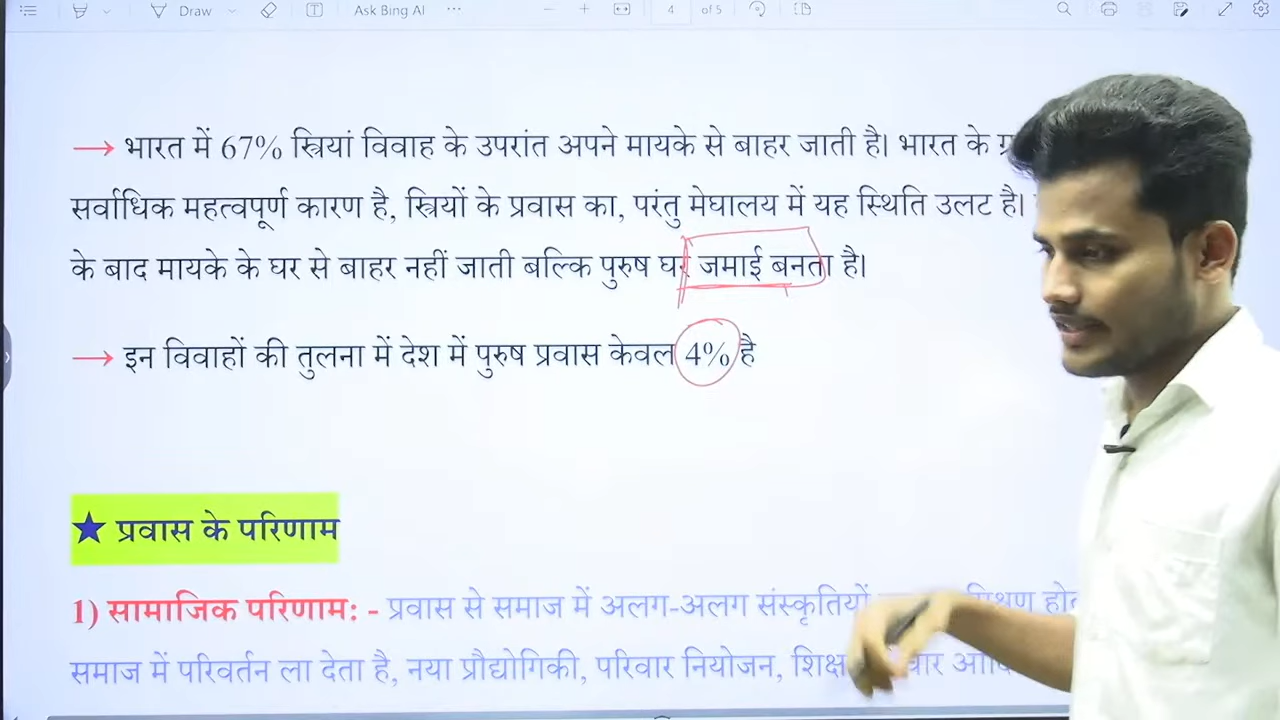 Draw
Ask Bing AI
4 of 5
→ भारत में 67% स्त्रियां विवाह के उपरांत अपने मायके से बाहर जाती है। भारत के
सर्वाधिक महत्वपूर्ण कारण है, स्त्रियों के प्रवास का, परंतु मेघालय में यह स्थिति उलट है।
के बाद मायके के घर से बाहर नहीं जाती बल्कि पुरुष घर जमाई बनता है।
→ इन विवाहों की तुलना में देश में पुरुष प्रवास केवल 4% है
★ प्रवास के परिणाम
1) सामाजिक परिणाम: - प्रवास से समाज में अलग-अलग संस्कृतियों
समाज में परिवर्तन ला देता है, नया प्रौद्योगिकी, परिवार नियोजन,